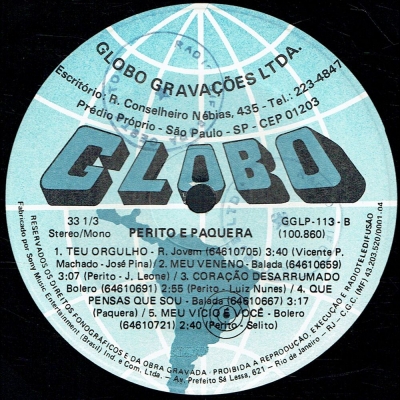 GLOBO GRAVAÇÕES LTDA.
Escritório: R. Conselheiro Nébias, 435 - Tel.: 223-4847
Prédio Próprio - São Paulo - SP - CEP 01203
GLOBO
33 1/3
Stereo/Mono
PERITO E PAQUERA
GGLP-113-B
(100.860)
1. TEU ORGULHO - R. Jovem (64610705) 3:40 (Vicente P.
Machado - José Pina) / 2. MEU VENENO - Balada (64610659)
3:07 (Perito - J. Leone) / 3. CORAÇÃO DESARRUMADO
Bolero (64610691) 2:55 (Perito - Luiz Nunes) / 4. QUE
PENSAS QUE SOU - Balada (64610667) 3:17
(Paquera) / 5. MEU VÍCIO É VOCÊ - Bolero
(64610721) 2:40 (Perito - Selito)
RESERVADOS OS DIREITOS FONOGRÁFICOS E DA OBRA GRAVADA - PROIBIDA A REPRODUÇÃO, EXECUÇÃO E RADIOTELEDIFUSÃO
Fabricado por Sony Music Entertainment (Brasil) Ind. e Com. Ltda. - Av. Prefeito Sá Lessa, 621 - Rio de Janeiro - RJ - C.G.C. (MF) 43.203.520/0001-04